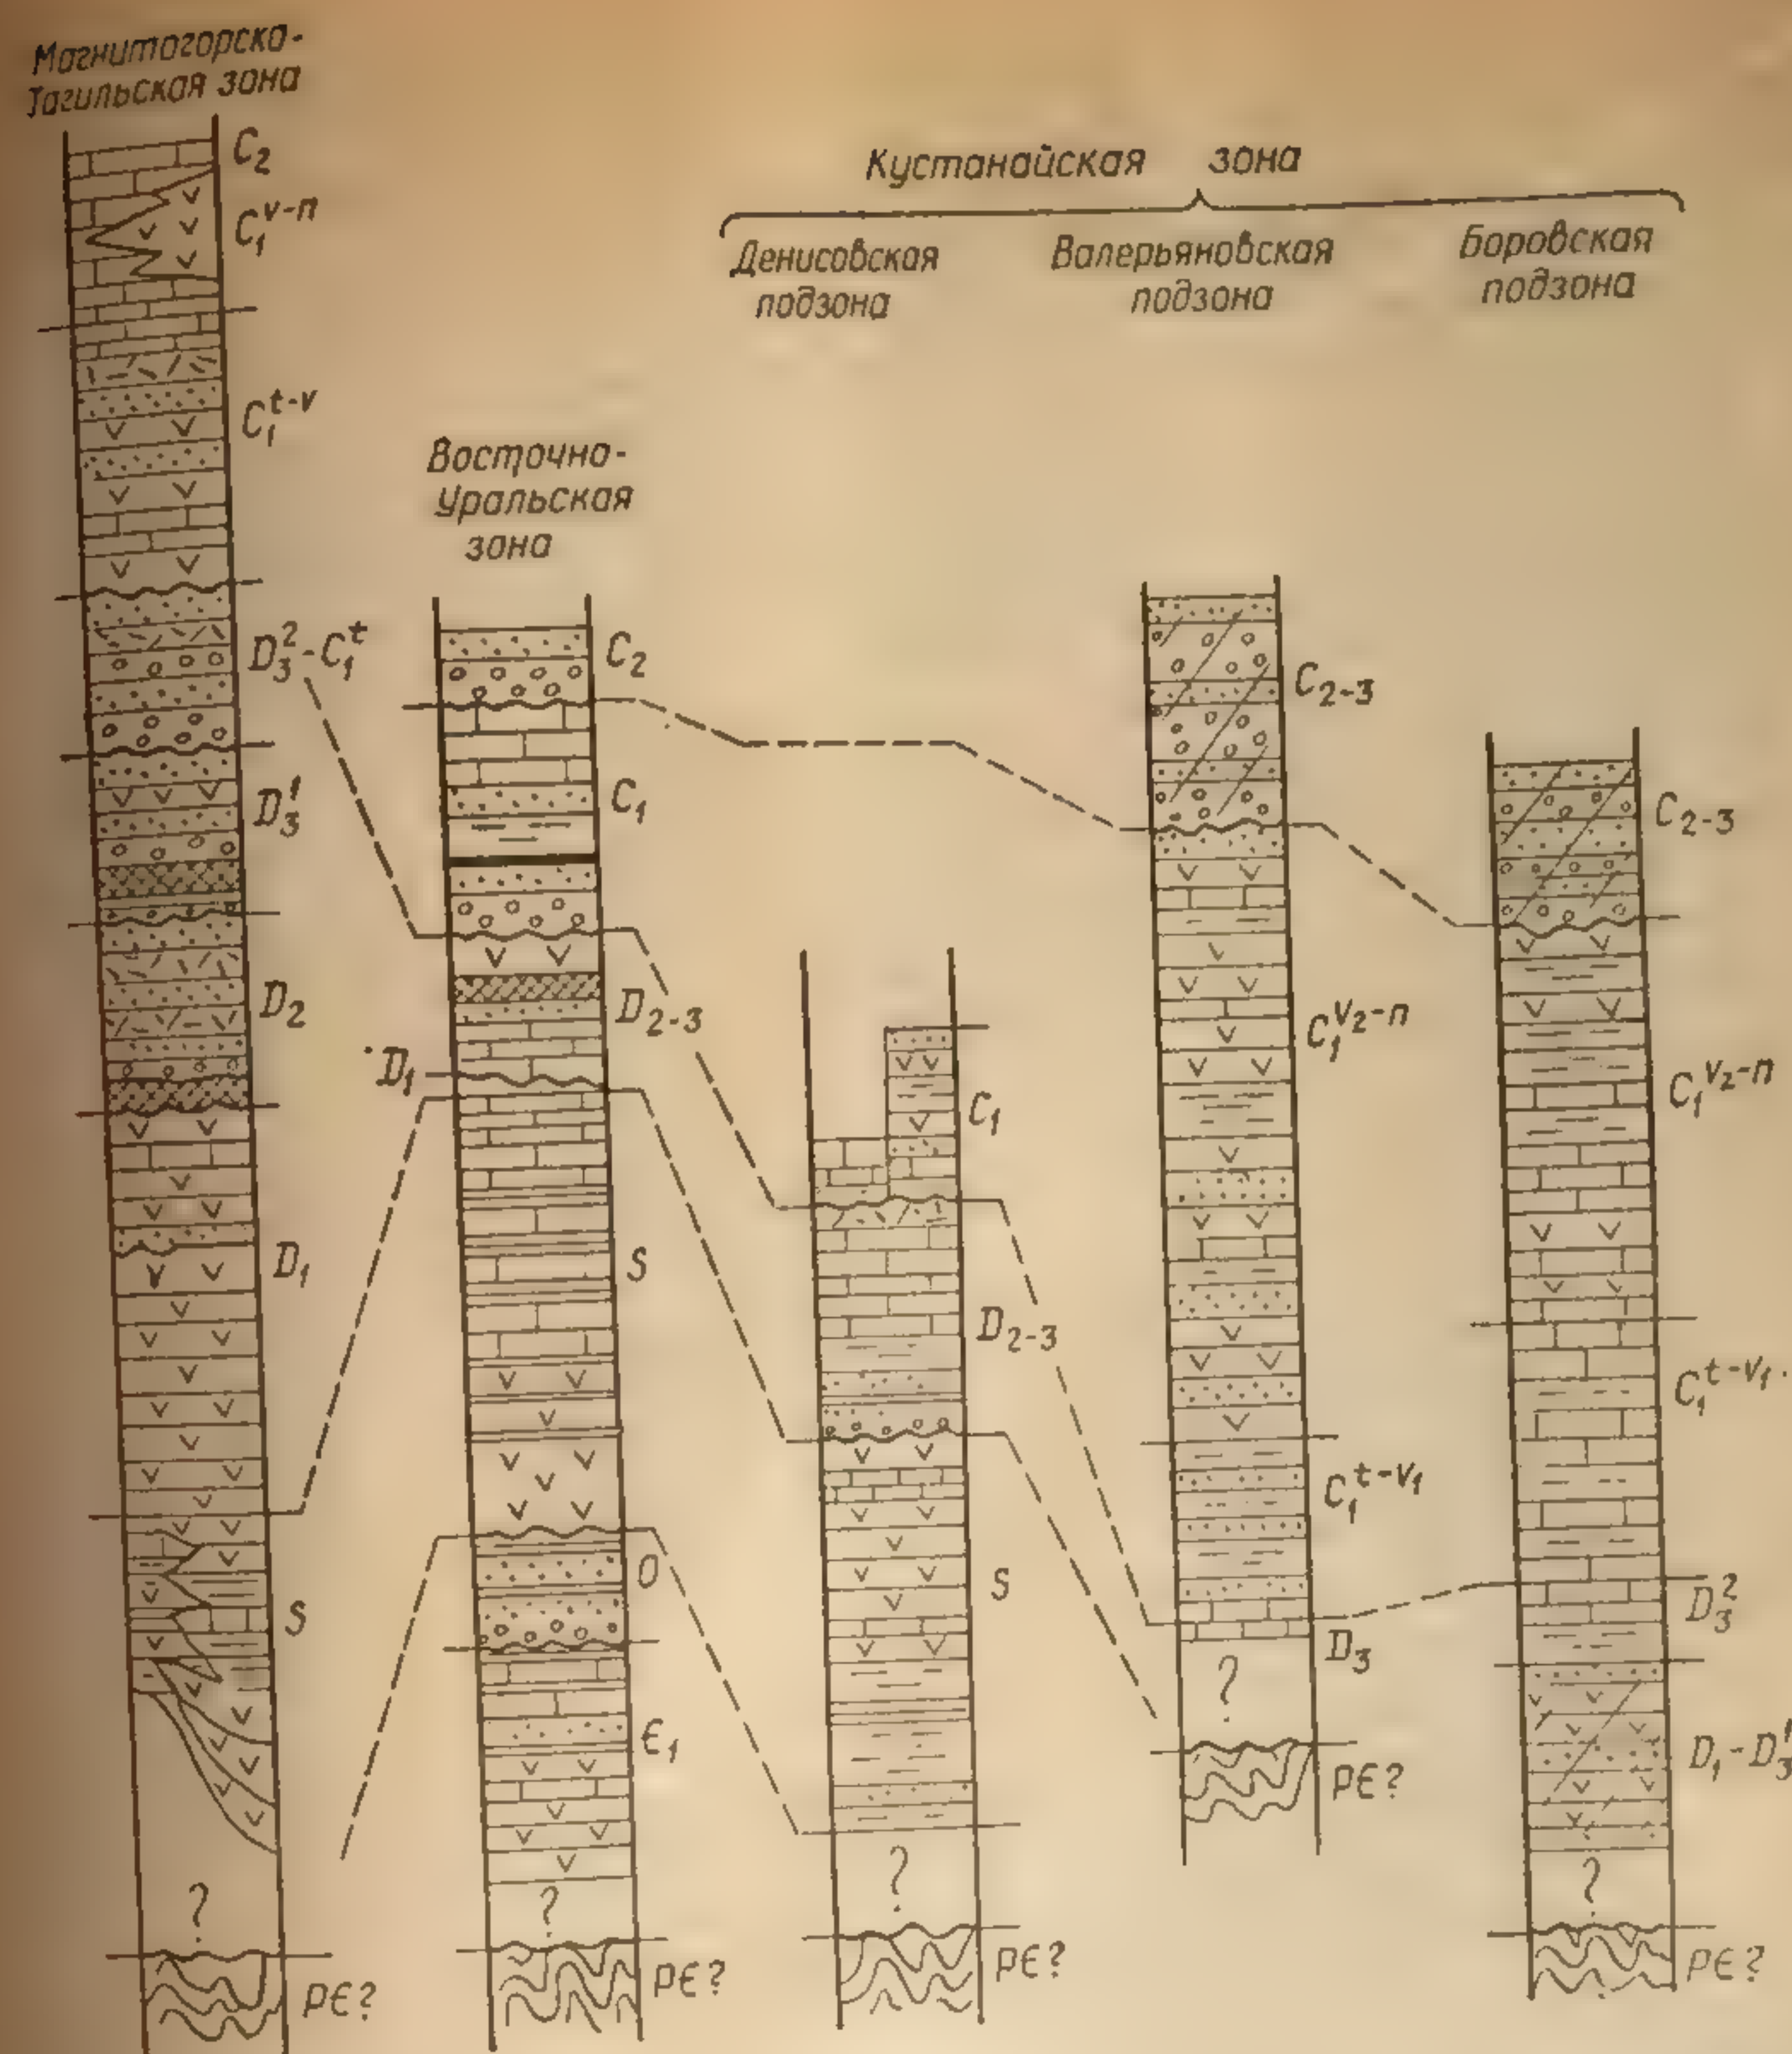 Магнитогорско-
Тагильская зона
C₂
C₁ᵛ⁻ⁿ
C₁ᵗ⁻ᵛ
D₃²-C₁ᵗ
D₃¹
D₂
D₁
S
?
PЄ?
Восточно-
Уральская
зона
C₂
C₁
D₂₋₃
D₁
S
O
Є₁
?
PЄ?
Кустанайская зона
Денисовская
подзона
C₁
D₂₋₃
S
?
PЄ?
Валерьяновская
подзона
C₂₋₃
C₁ᵛ²⁻ⁿ
C₁ᵗ⁻ᵛ¹
D₃
?
PЄ?
Боровская
подзона
C₂₋₃
C₁ᵛ²⁻ⁿ
C₁ᵗ⁻ᵛ¹
D₃²
D₁-D₃¹
?
PЄ?